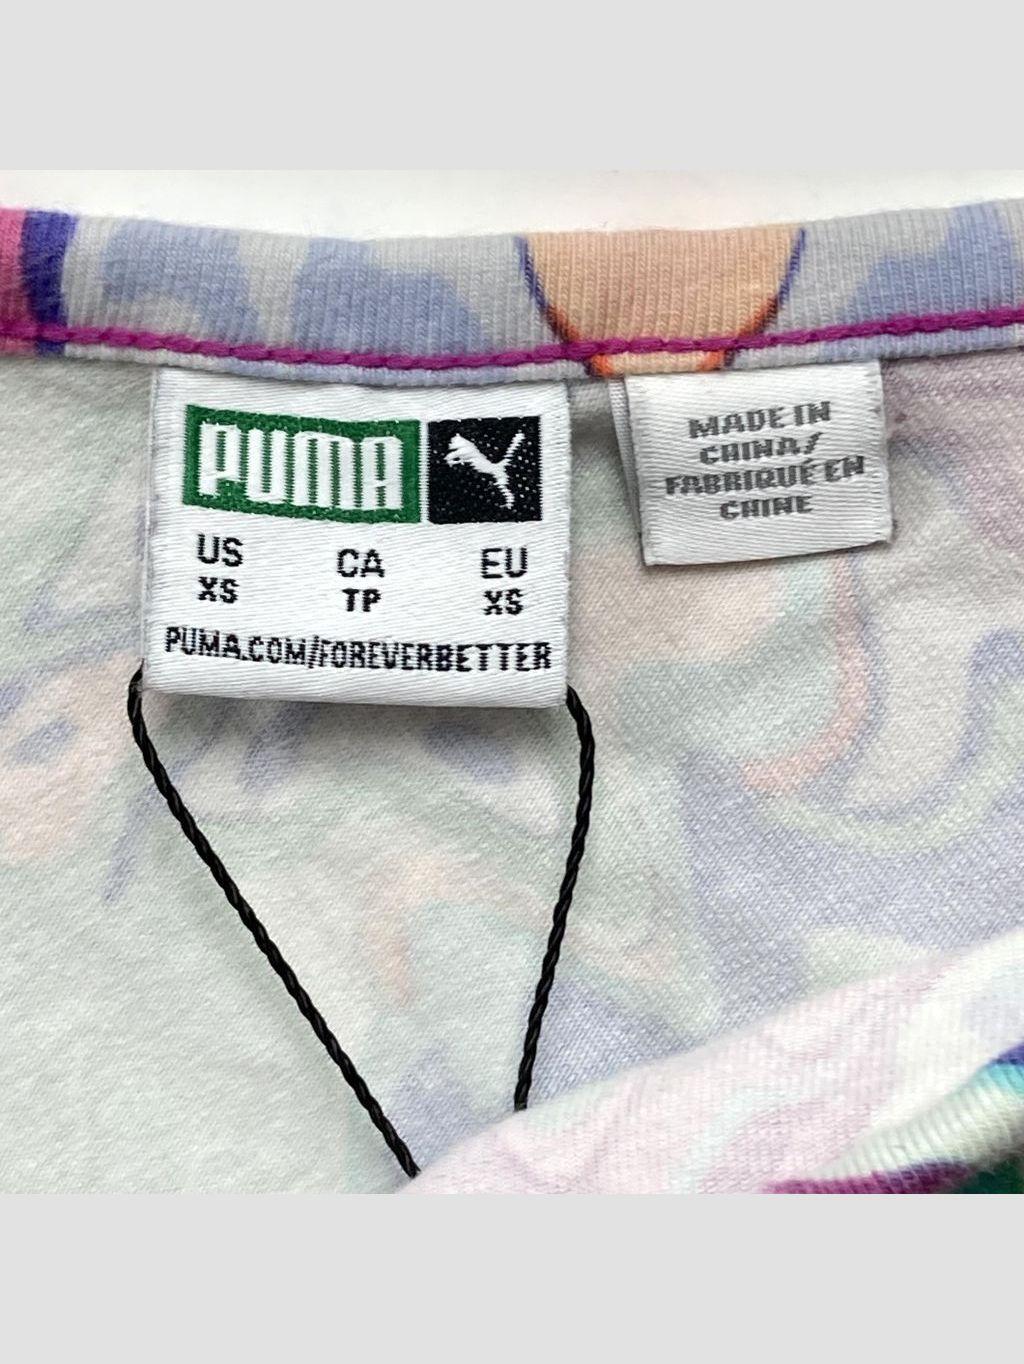 PUMA
US CA EU
XS TP XS
PUMA.COM/FOREVERBETTER
MADE IN
CHINA/
FABRIQUÉ EN
CHINE